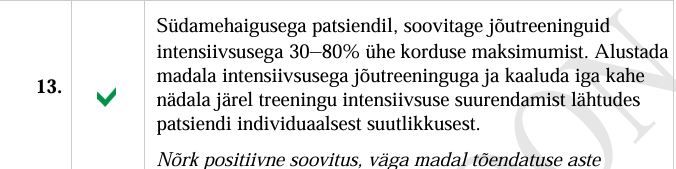 Südamehaigusega patsiendil, soovitage jõutreeninguid
intensiivsusega 30–80% ühe korduse maksimumist. Alustada
madala intensiivsusega jõutreeninguga ja kaaluda iga kahe
13.
nädala järel treeningu intensiivsuse suurendamist lähtudes
patsiendi individuaalsest suutlikkusest.
Nõrk positiivne soovitus, väga madal tõendatuse aste